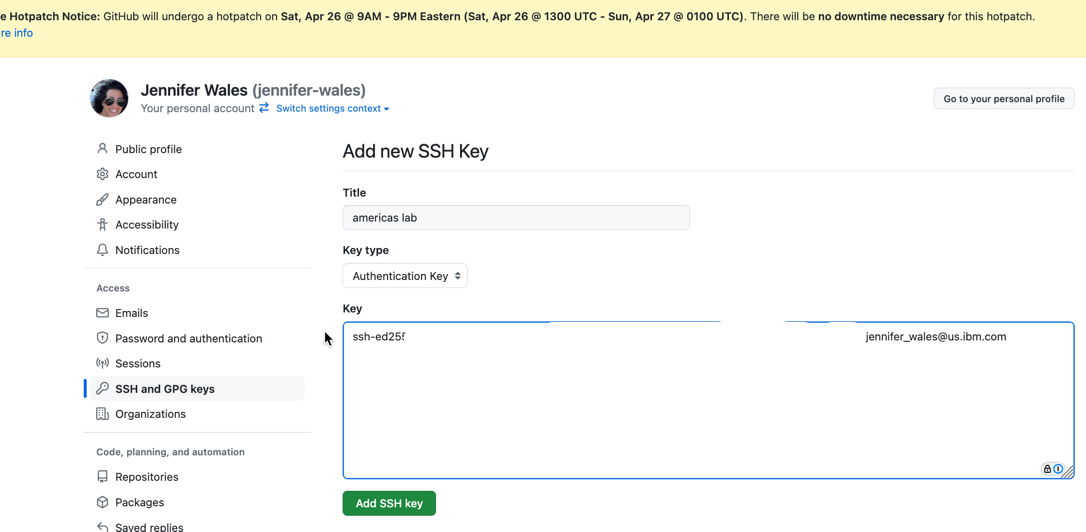 e Hotpatch Notice: GitHub will undergo a hotpatch on Sat, Apr 26 @ 9AM - 9PM Eastern (Sat, Apr 26 @ 1300 UTC - Sun, Apr 27 @ 0100 UTC). There will be no downtime necessary for this hotpatch.
re info
Jennifer Wales (jennifer-wales)
Your personal account Switch settings context
Go to your personal profile
Public profile
Account
Appearance
Accessibility
Notifications
Access
Emails
Password and authentication
Sessions
SSH and GPG keys
Organizations
Code, planning, and automation
Repositories
Packages
Saved replies
Add new SSH Key
Title
americas lab
Key type
Authentication Key
Key
ssh-ed25 jennifer_wales@us.ibm.com
Add SSH key